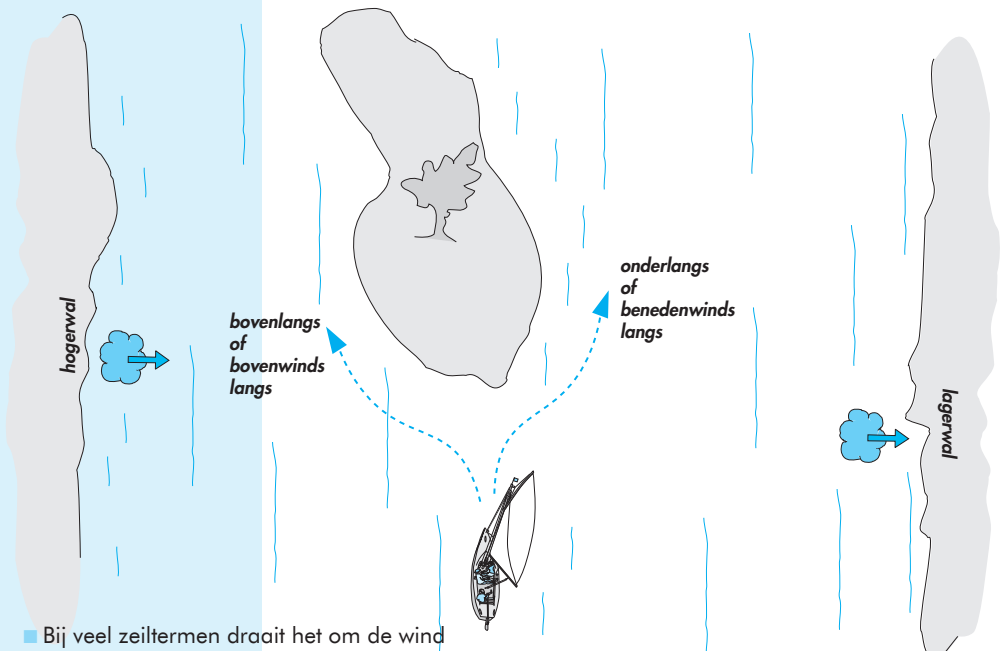 hogerwal
bovenlangs
of
bovenwinds
langs
onderlangs
of
benedenwinds
langs
lagerwal
Bij veel zeiltermen draait het om de wind